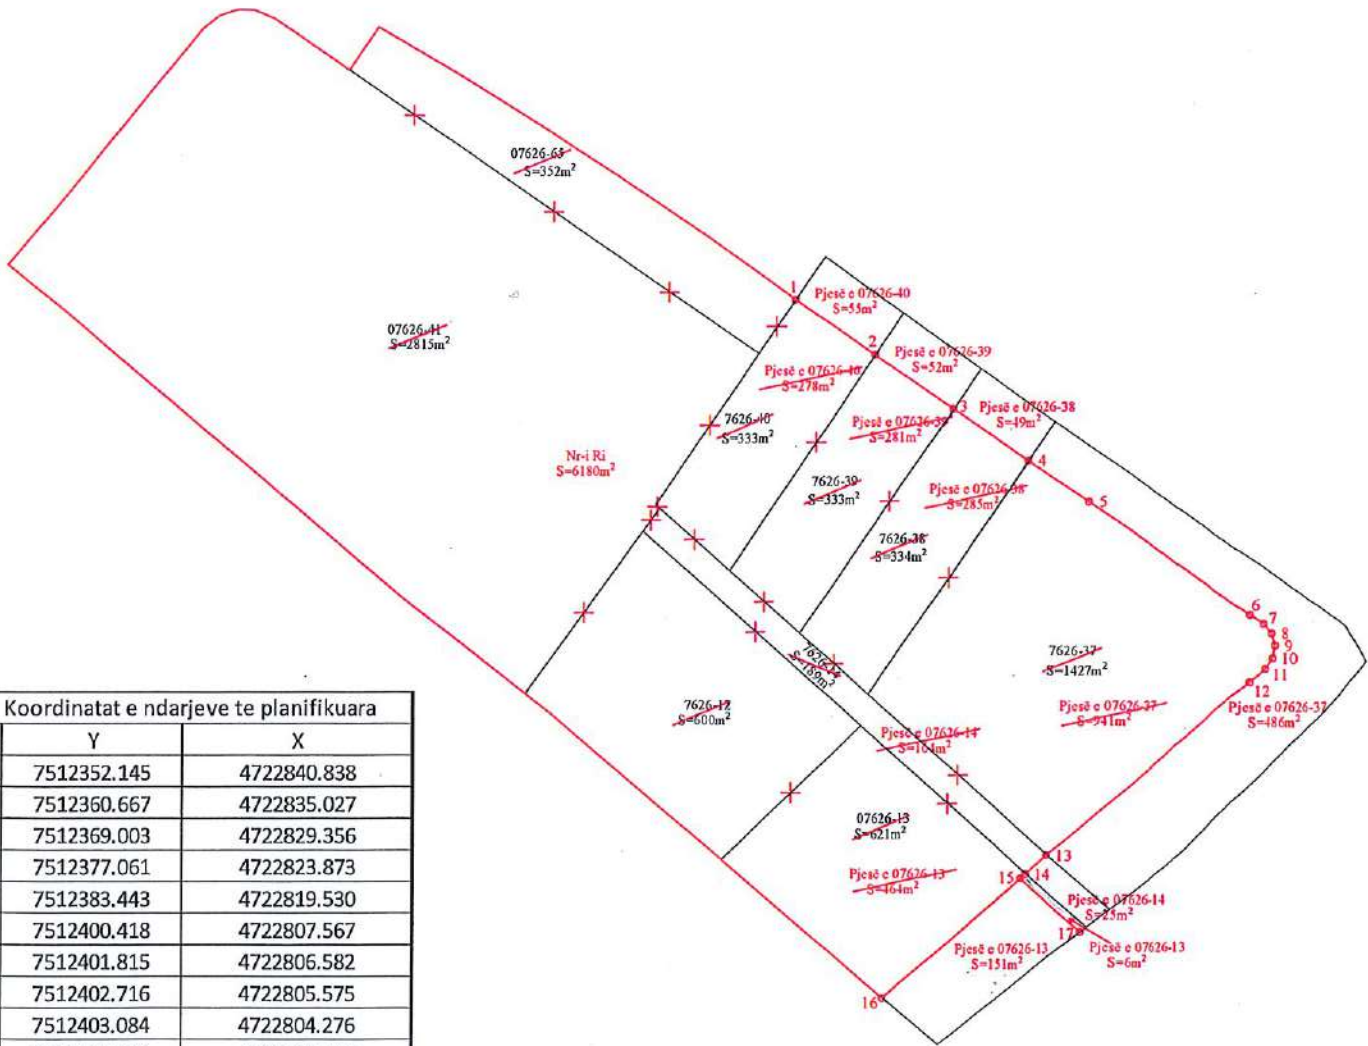 07626-65
S=352m²
07626-41
S=2815m²
1
Pjesë e 07626-40
S=55m²
2
Pjesë e 07626-39
S=52m²
Pjesë e 07626-40
S=278m²
3
Pjesë e 07626-38
S=49m²
7626-40
S=333m²
Pjesë e 07626-39
S=281m²
Nr-i Ri
S=6180m²
4
7626-39
S=333m²
Pjesë e 07626-38
S=285m²
5
7626-38
S=334m²
6
7
8
9
10
11
12
7626-14
S=189m²
7626-37
S=1427m²
7626-12
S=600m²
Pjesë e 07626-37
S=941m²
Pjesë e 07626-37
S=486m²
Pjesë e 07626-14
S=164m²
07626-13
S=621m²
13
14
15
Pjesë e 07626-13
S=464m²
Pjesë e 07626-14
S=25m²
17
Pjesë e 07626-13
S=151m²
Pjesë e 07626-13
S=6m²
16
Koordinatat e ndarjeve te planifikuara
Y X
7512352.145 4722840.838
7512360.667 4722835.027
7512369.003 4722829.356
7512377.061 4722823.873
7512383.443 4722819.530
7512400.418 4722807.567
7512401.815 4722806.582
7512402.716 4722805.575
7512403.084 4722804.276